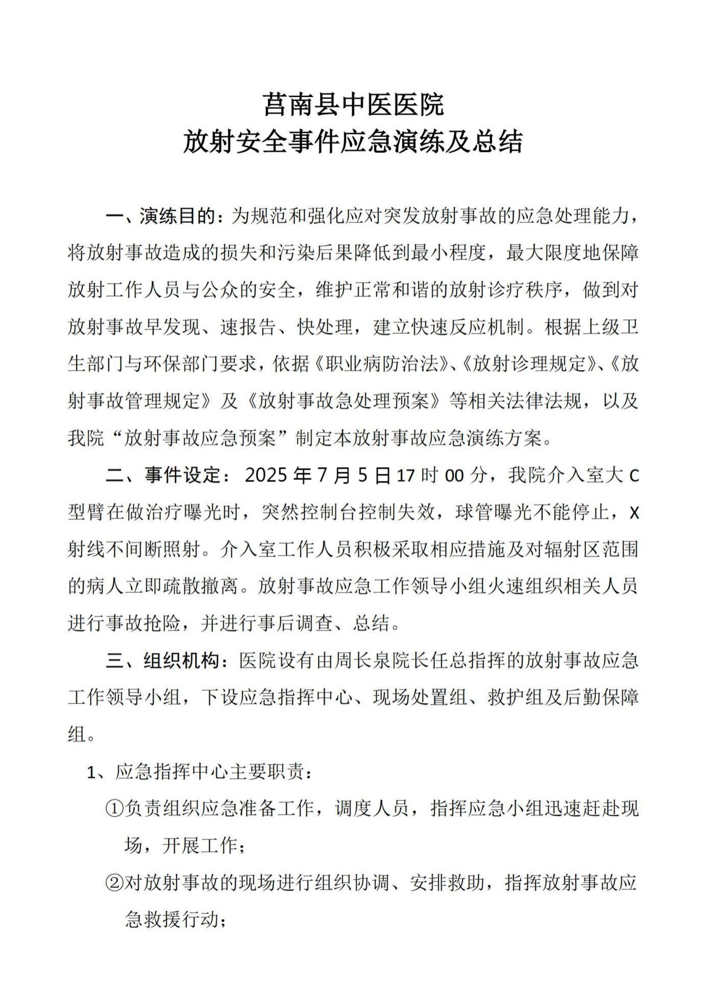 莒南县中医医院
放射安全事件应急演练及总结
一、演练目的：为规范和强化应对突发放射事故的应急处理能力，
将放射事故造成的损失和污染后果降低到最小程度，最大限度地保障
放射工作人员与公众的安全，维护正常和谐的放射诊疗秩序，做到对
放射事故早发现、速报告、快处理，建立快速反应机制。根据上级卫
生部门与环保部门要求，依据《职业病防治法》、《放射诊理规定》、《放
射事故管理规定》及《放射事故急处理预案》等相关法律法规，以及
我院“放射事故应急预案”制定本放射事故应急演练方案。
二、事件设定： 2025 年 7 月 5 日 17 时 00 分，我院介入室大 C
型臂在做治疗曝光时，突然控制台控制失效，球管曝光不能停止，X
射线不间断照射。介入室工作人员积极采取相应措施及对辐射区范围
的病人立即疏散撤离。放射事故应急工作领导小组火速组织相关人员
进行事故抢险，并进行事后调查、总结。
三、组织机构：医院设有由周长泉院长任总指挥的放射事故应急
工作领导小组，下设应急指挥中心、现场处置组、救护组及后勤保障
组。
1、应急指挥中心主要职责：
①负责组织应急准备工作，调度人员，指挥应急小组迅速赶赴现
场，开展工作；
②对放射事故的现场进行组织协调、安排救助，指挥放射事故应
急救援行动；